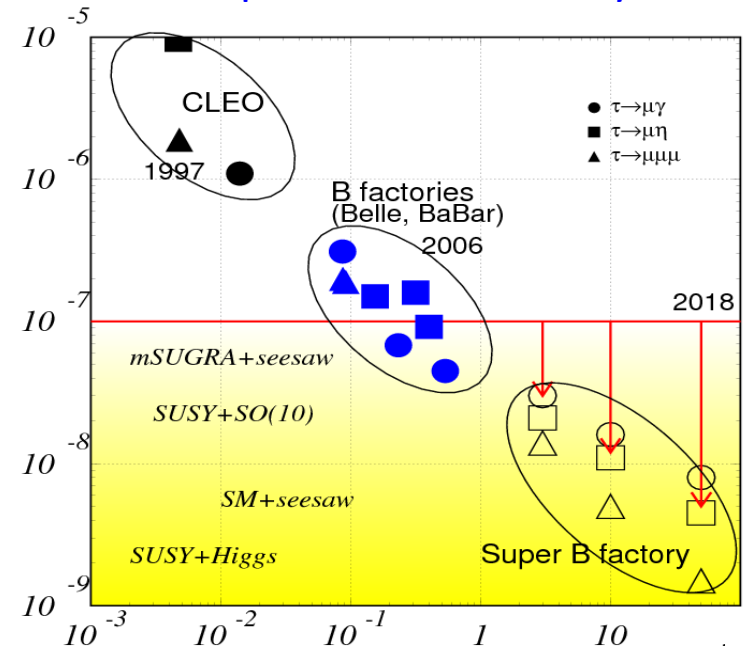 10 -5
CLEO
τ→μγ
τ→μη
τ→μμμ
10 -6
1997
B factories
(Belle, BaBar)
2006
10 -7
2018
mSUGRA+seesaw
SUSY+SO(10)
10 -8
SM+seesaw
SUSY+Higgs
Super B factory
10 -9
10 -3 10 -2 10 -1 1 10